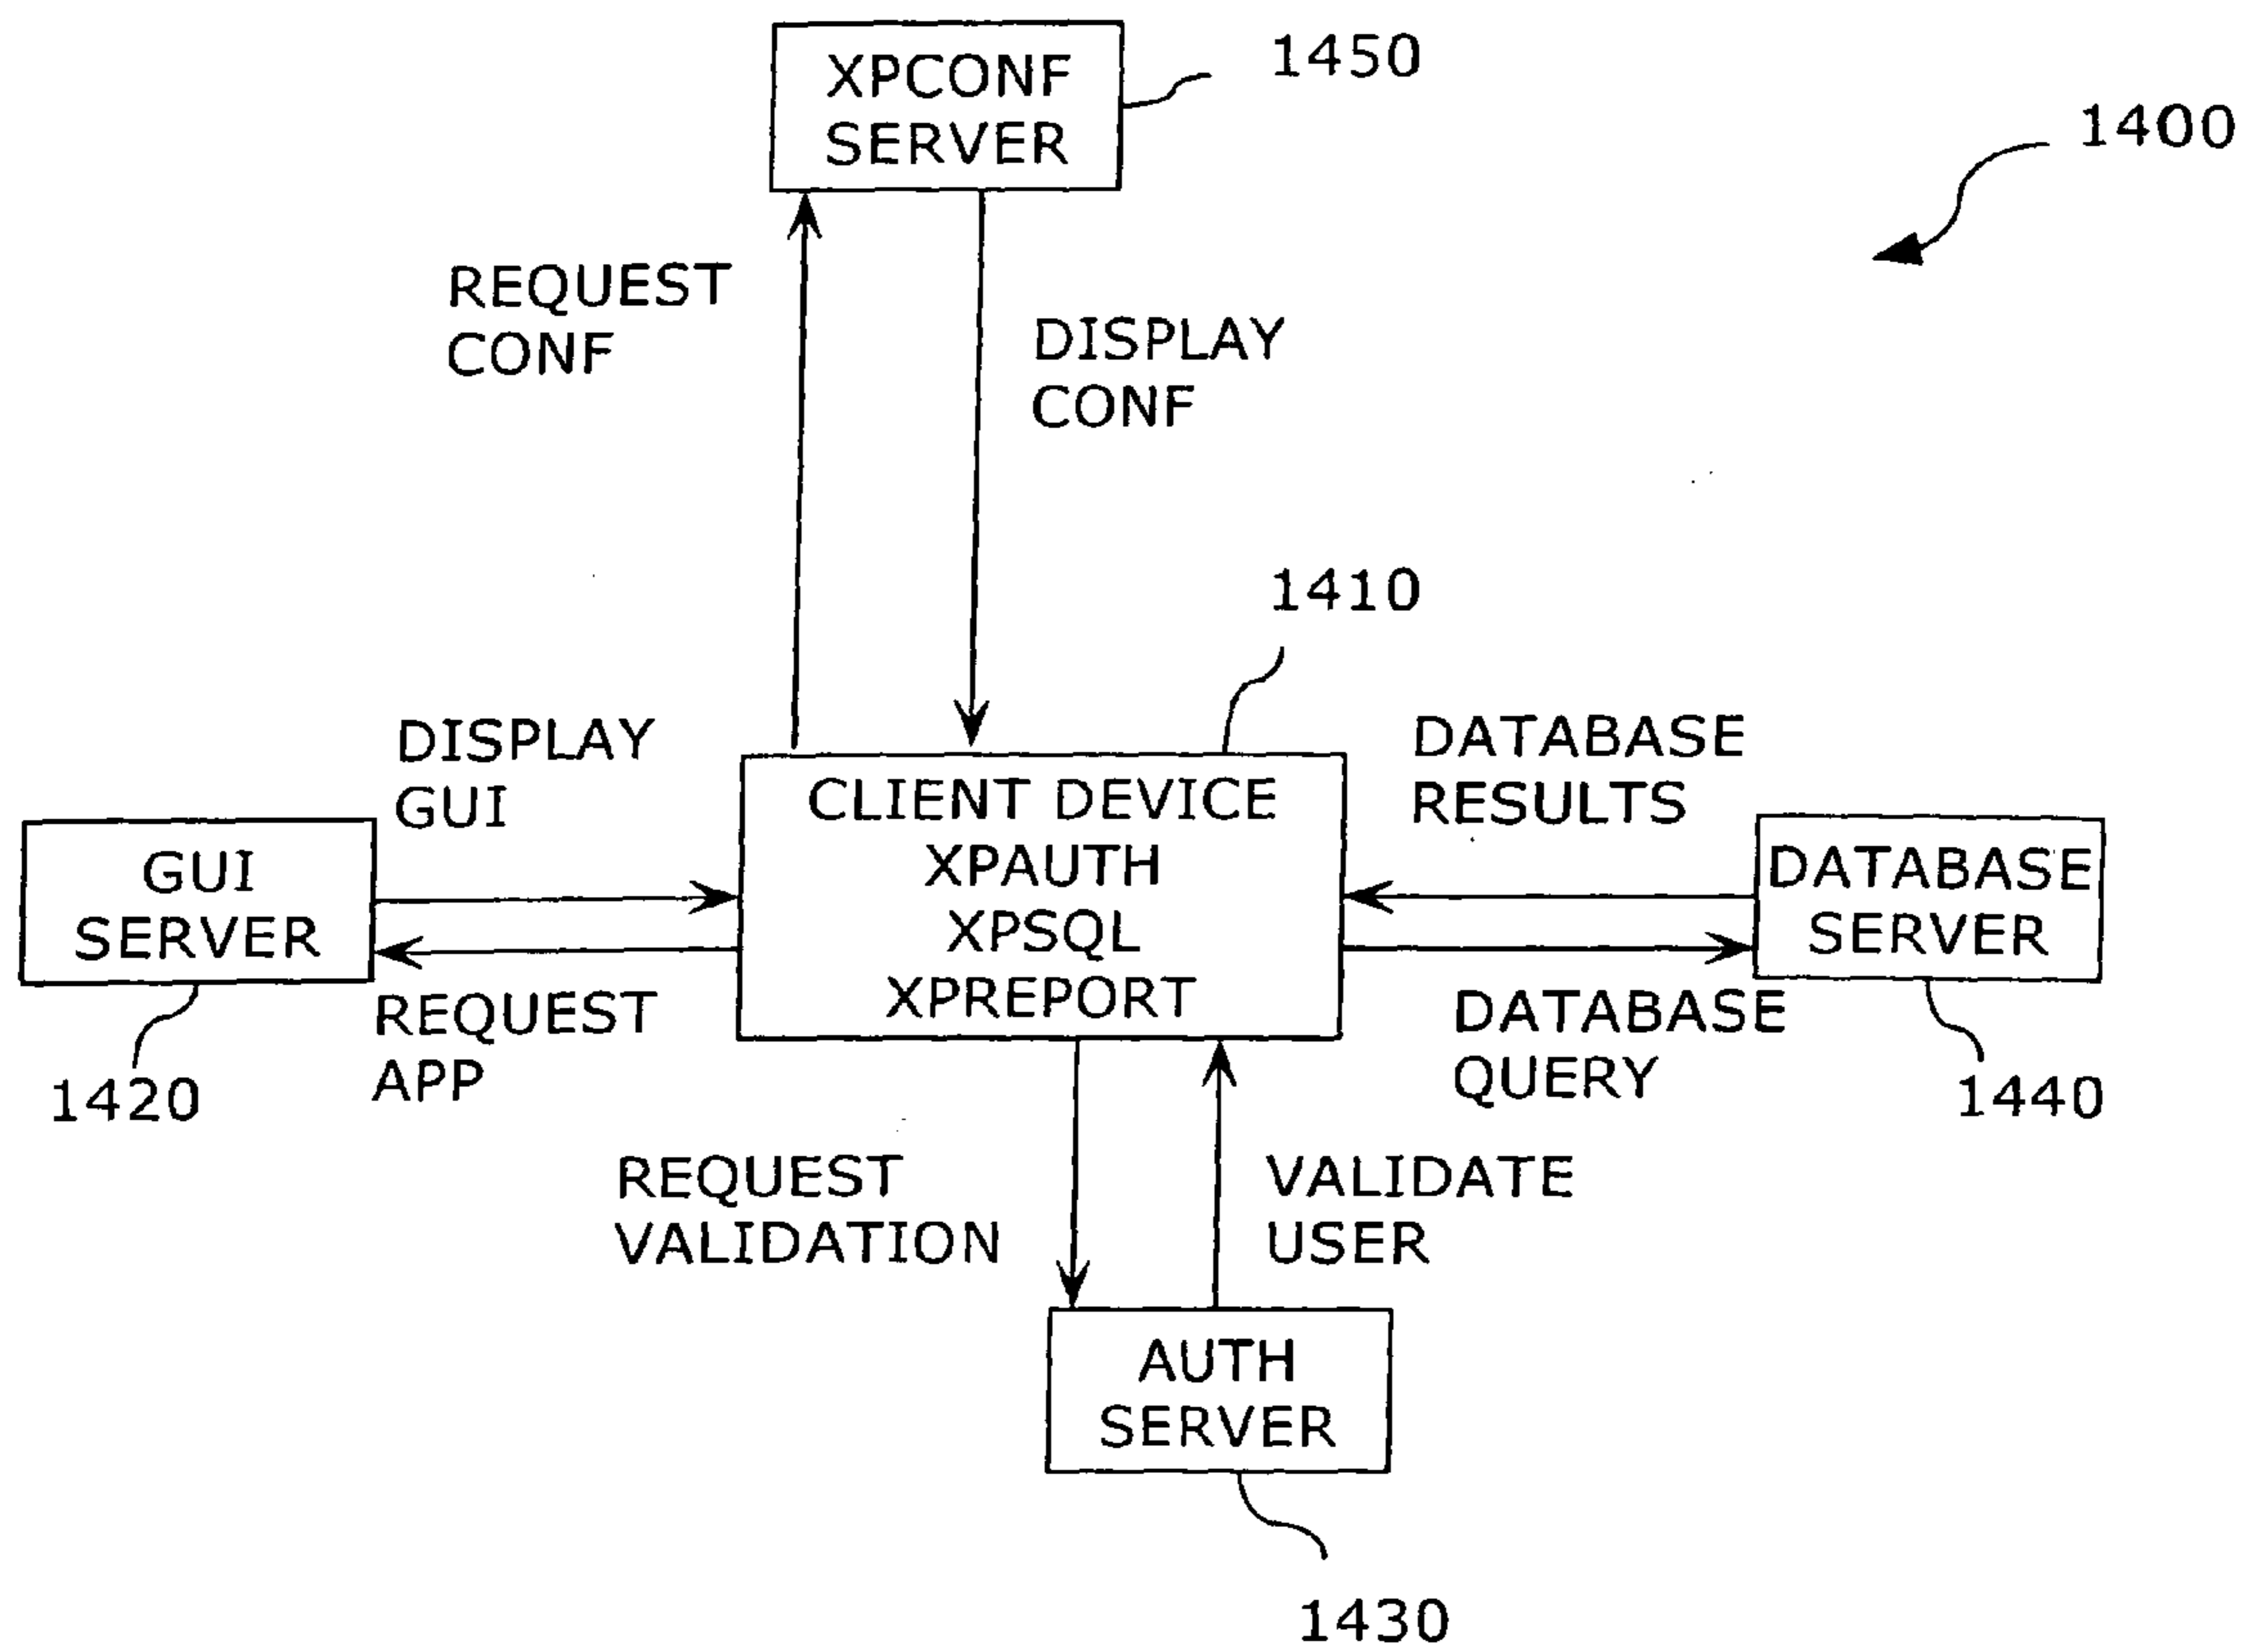 XPCONF
SERVER
1450
1400
REQUEST
CONF
DISPLAY
CONF
1410
DISPLAY
GUI
DATABASE
RESULTS
CLIENT DEVICE
XPAUTH
XPSQL
XPREPORT
GUI
SERVER
DATABASE
SERVER
REQUEST
APP
DATABASE
QUERY
1420
1440
REQUEST
VALIDATION
VALIDATE
USER
AUTH
SERVER
1430